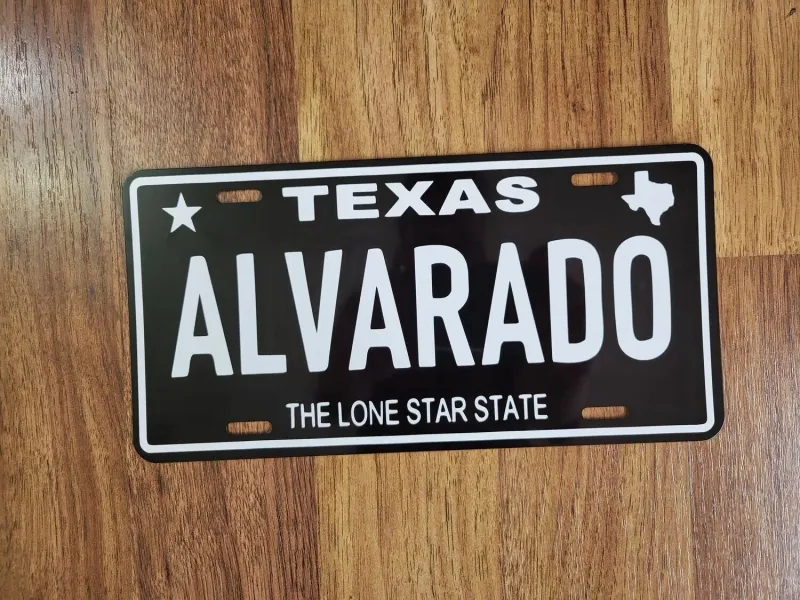 TEXAS
ALVARADO
THE LONE STAR STATE